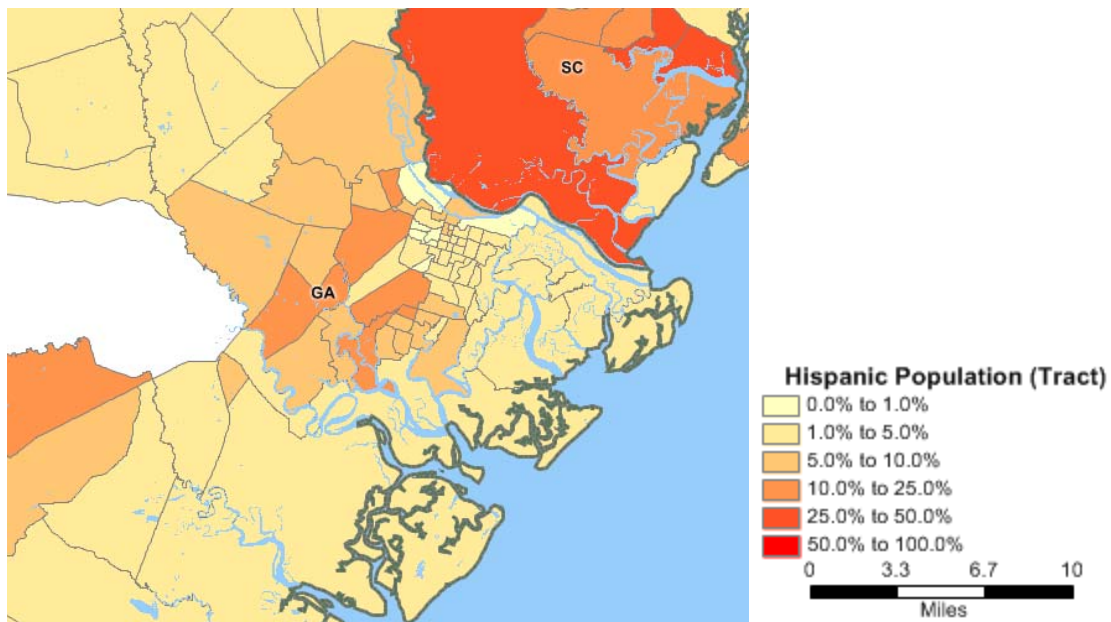 SC
GA
Hispanic Population (Tract)
0.0% to 1.0%
1.0% to 5.0%
5.0% to 10.0%
10.0% to 25.0%
25.0% to 50.0%
50.0% to 100.0%
0 3.3 6.7 10
Miles